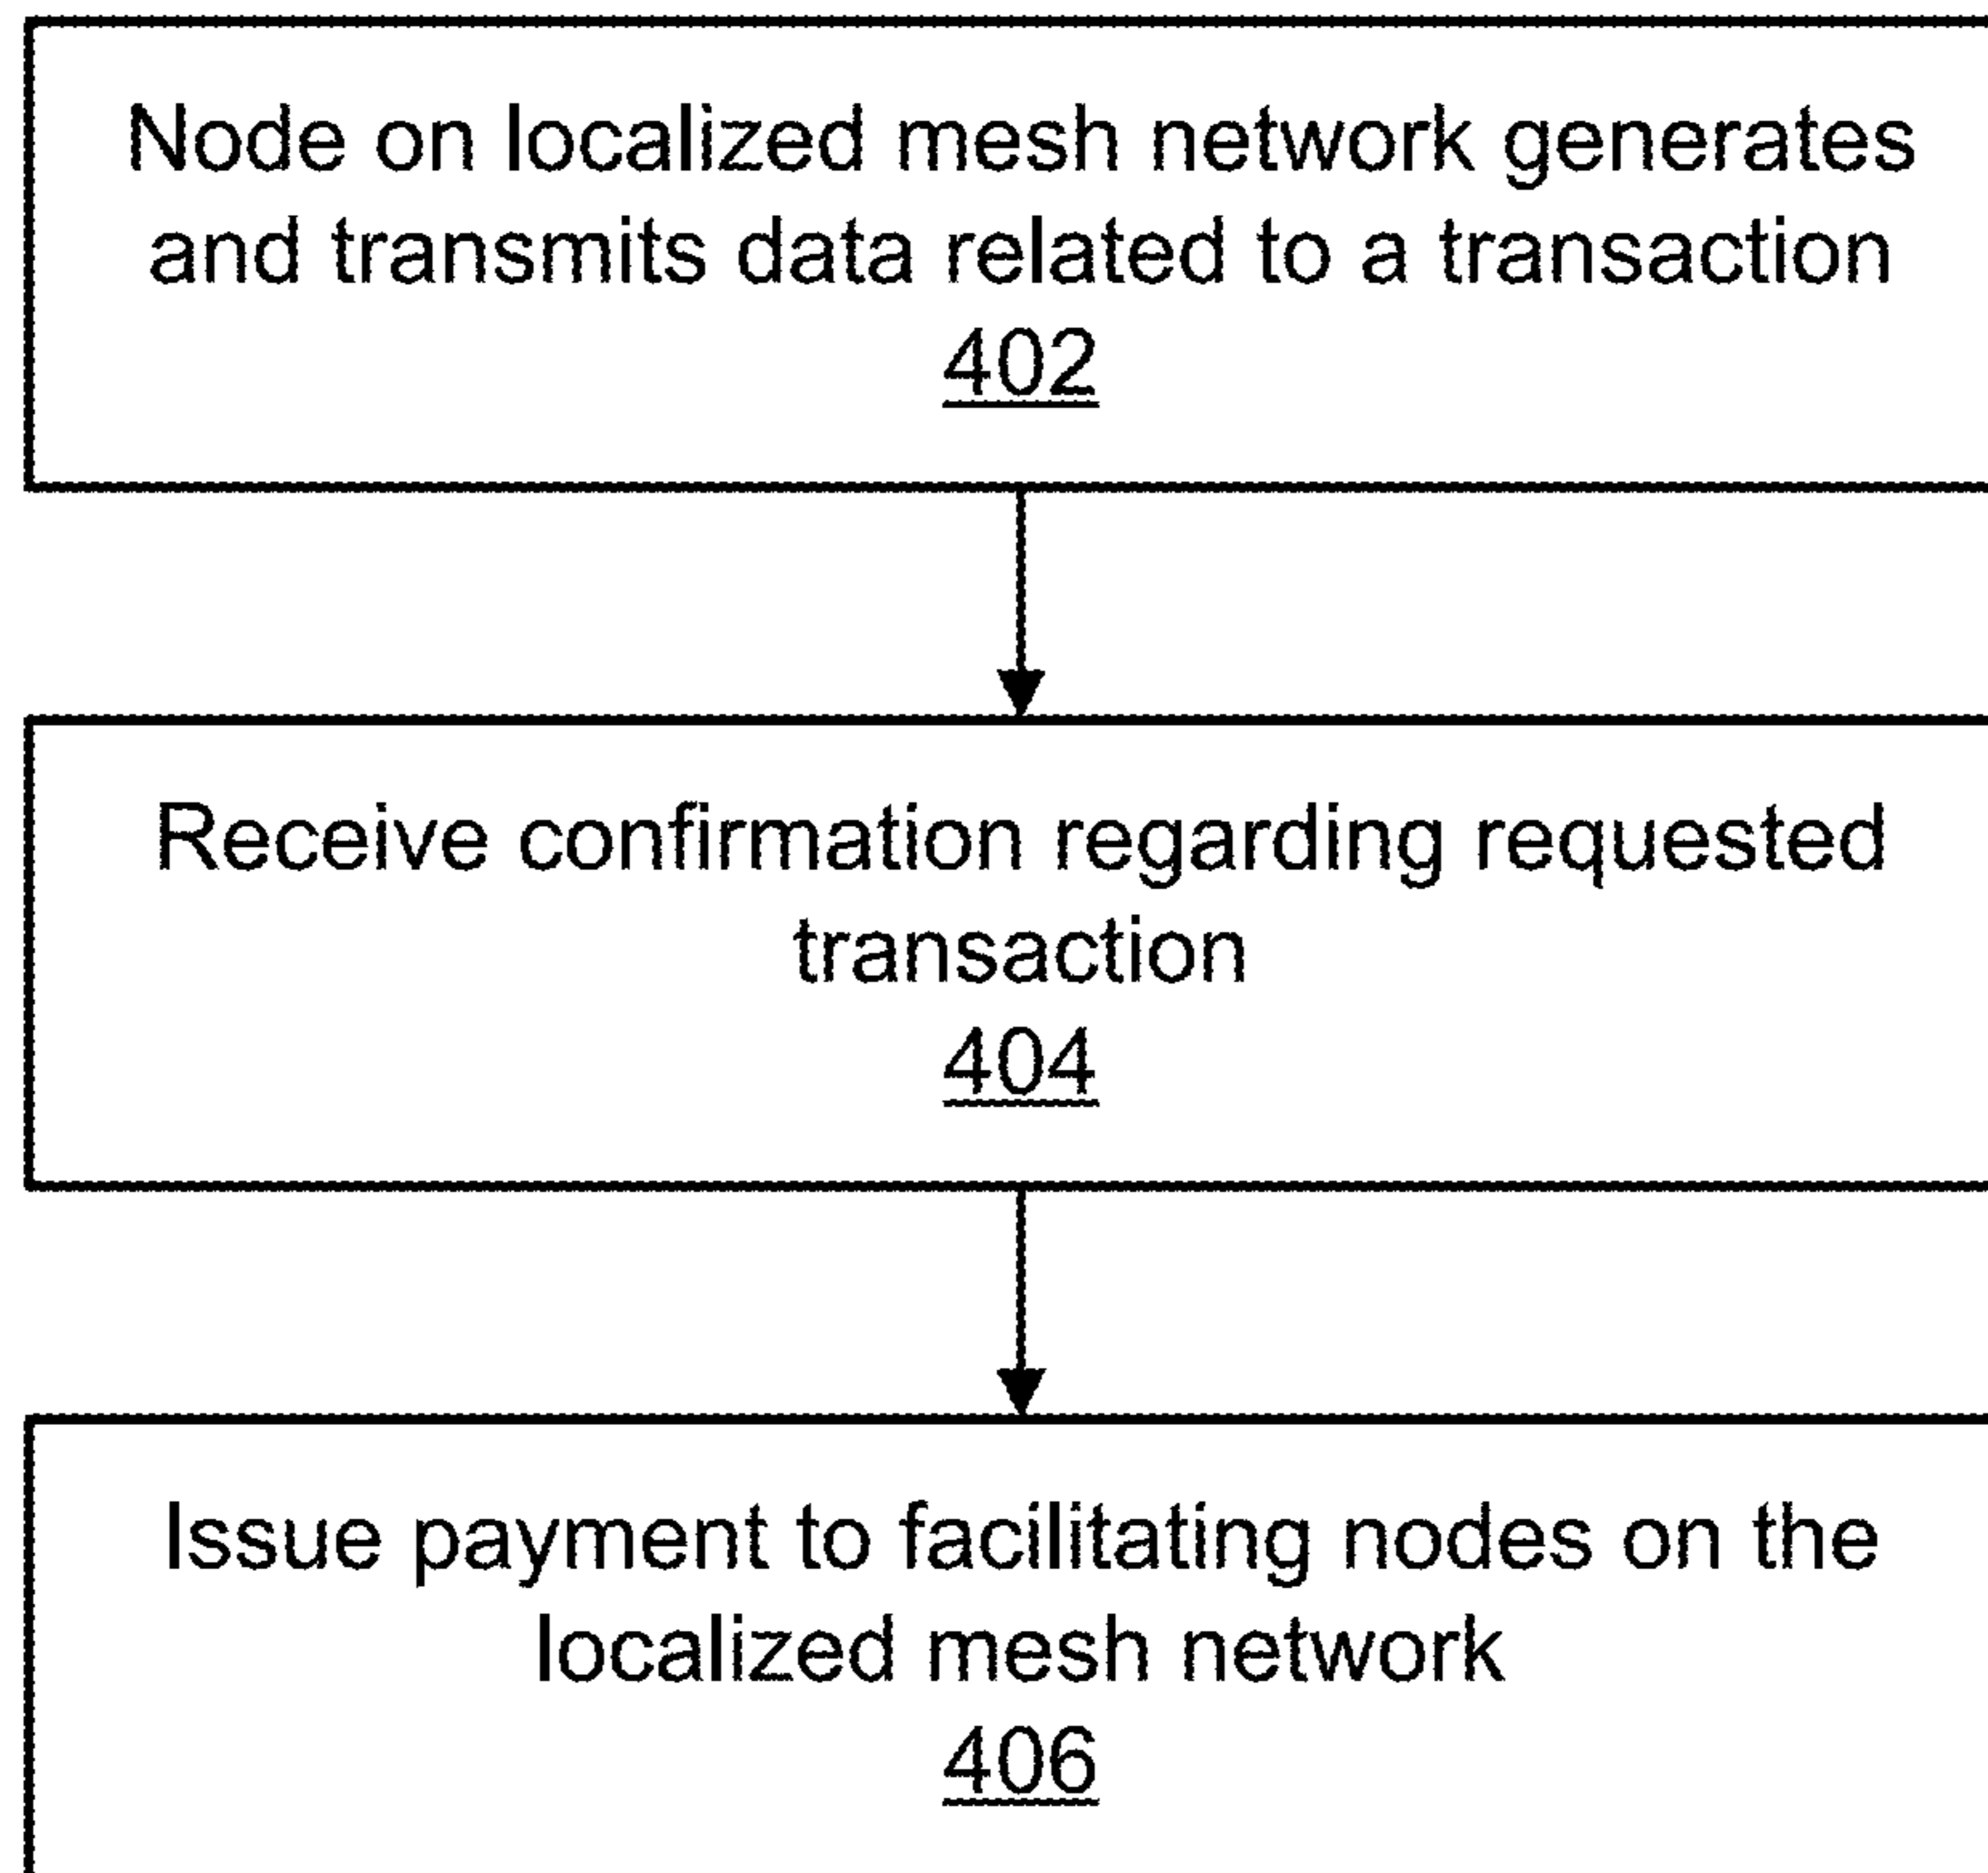 Node on localized mesh network generates
and transmits data related to a transaction
402
Receive confirmation regarding requested
transaction
404
Issue payment to facilitating nodes on the
localized mesh network
406